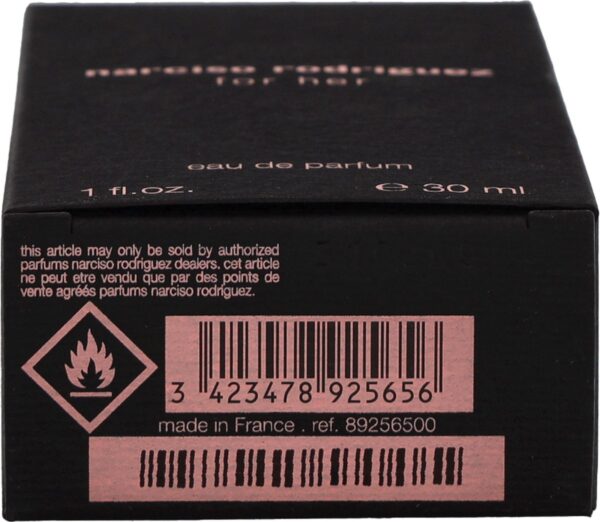 narciso rodriguez
for her
eau de parfum
1 fl.oz. ℮ 30 ml
this article may only be sold by authorized
parfums narciso rodriguez dealers. cet article
ne peut etre vendu que par des points de
vente agréés parfums narciso rodriguez.
3 423478 925656
made in France . ref. 89256500